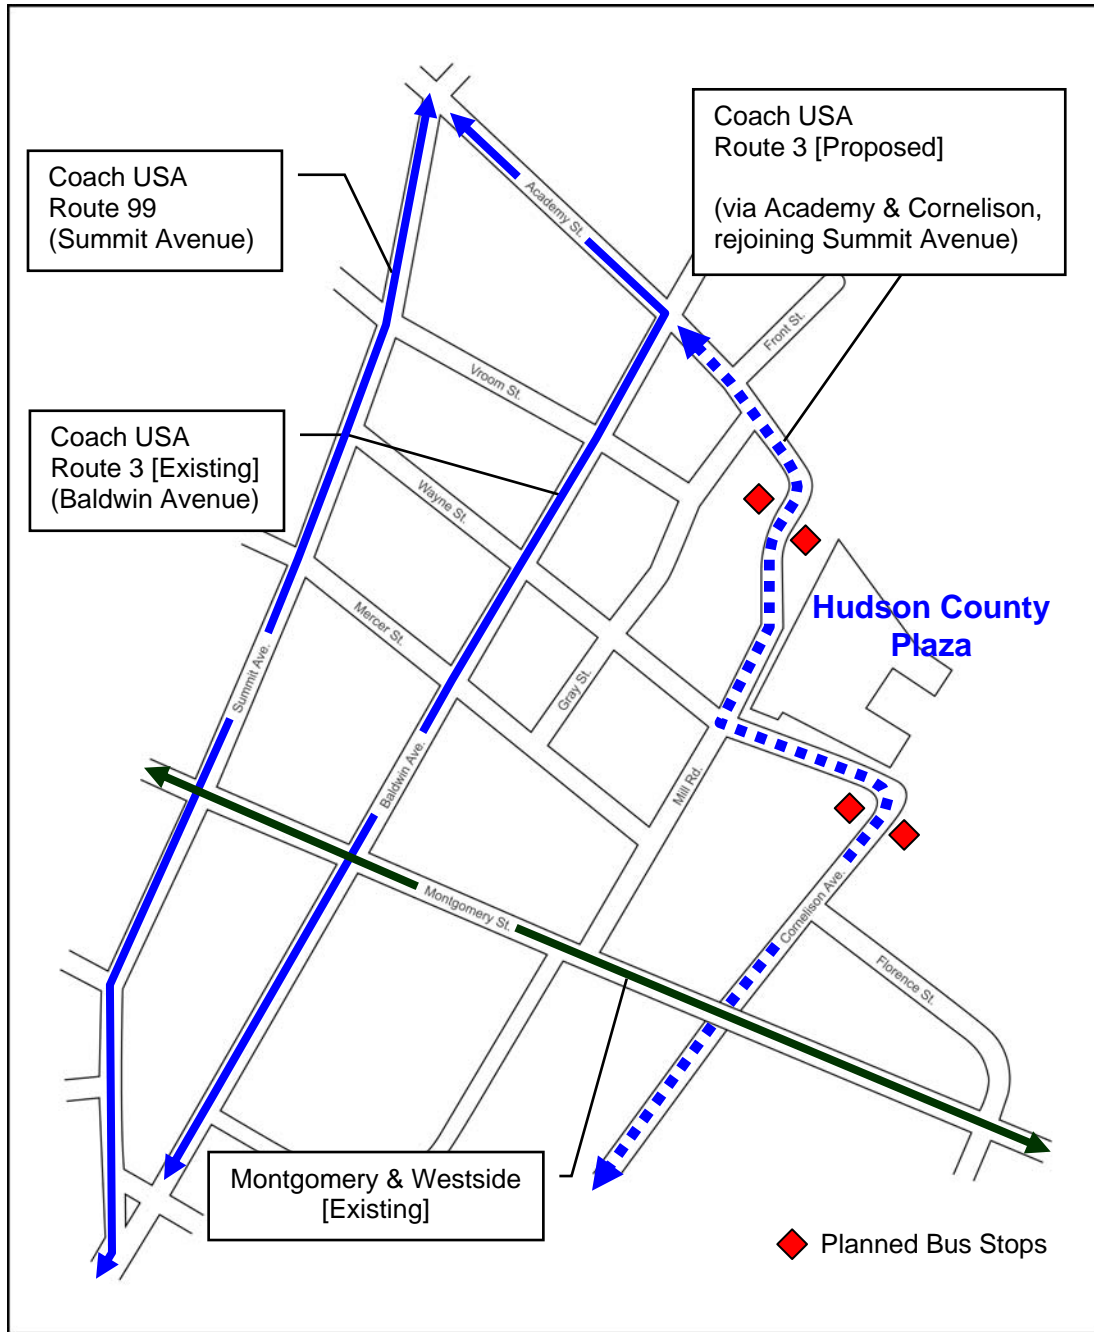 Coach USA
Route 3 [Proposed]
(via Academy & Cornelison,
rejoining Summit Avenue)
Coach USA
Route 99
(Summit Avenue)
Academy St.
Front St.
Vroom St.
Coach USA
Route 3 [Existing]
(Baldwin Avenue)
Wayne St.
Mercer St.
Hudson County
Plaza
Summit Ave.
Gray St.
Baldwin Ave.
Mill Rd.
Montgomery St.
Cornelison Ave.
Florence St.
Montgomery & Westside
[Existing]
Planned Bus Stops